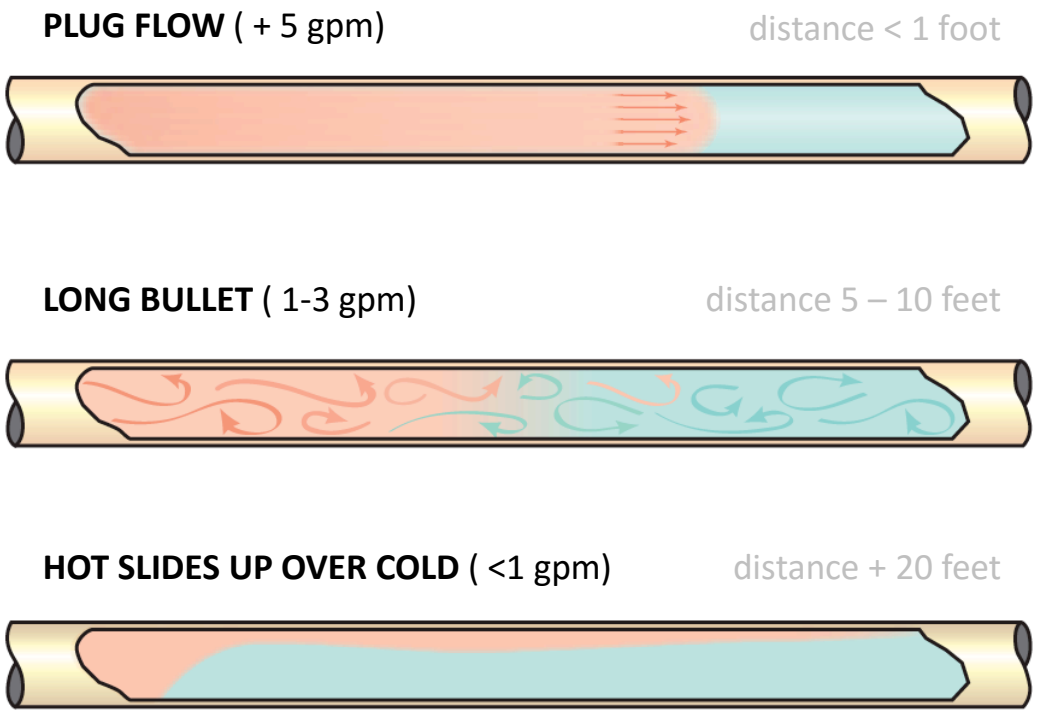 PLUG FLOW ( + 5 gpm)
distance < 1 foot
LONG BULLET ( 1-3 gpm)
distance 5 – 10 feet
HOT SLIDES UP OVER COLD ( <1 gpm)
distance + 20 feet